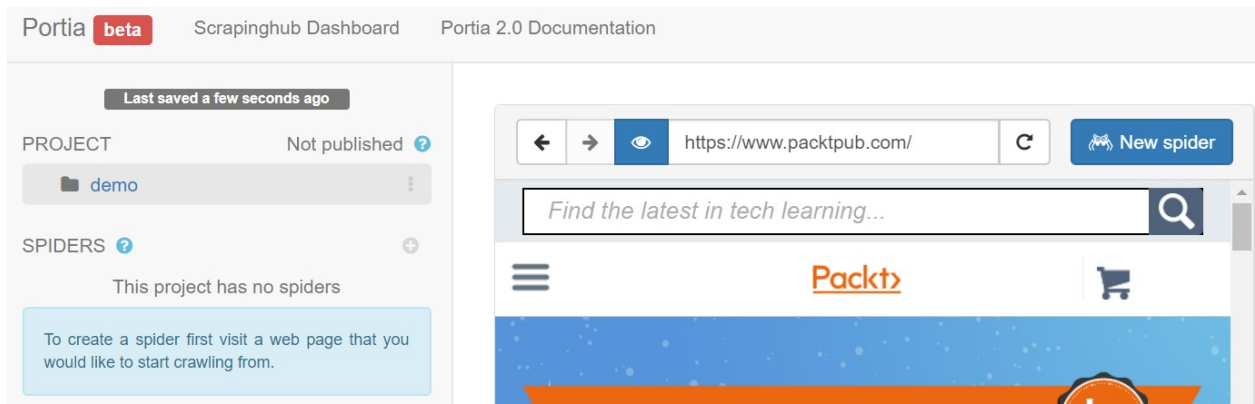 Portia beta Scrapinghub Dashboard Portia 2.0 Documentation
Last saved a few seconds ago
PROJECT Not published ?
demo
SPIDERS ?
This project has no spiders
To create a spider first visit a web page that you
would like to start crawling from.
https://www.packtpub.com/ New spider
Find the latest in tech learning...
Packt>